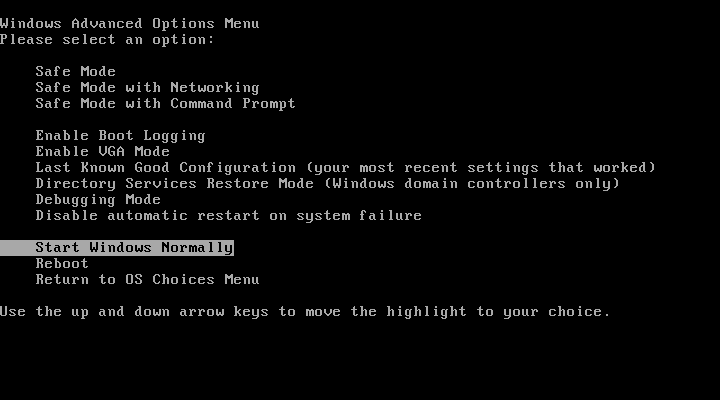 Windows Advanced Options Menu
Please select an option:
Safe Mode
Safe Mode with Networking
Safe Mode with Command Prompt
Enable Boot Logging
Enable VGA Mode
Last Known Good Configuration (your most recent settings that worked)
Directory Services Restore Mode (Windows domain controllers only)
Debugging Mode
Disable automatic restart on system failure
Start Windows Normally
Reboot
Return to OS Choices Menu
Use the up and down arrow keys to move the highlight to your choice.